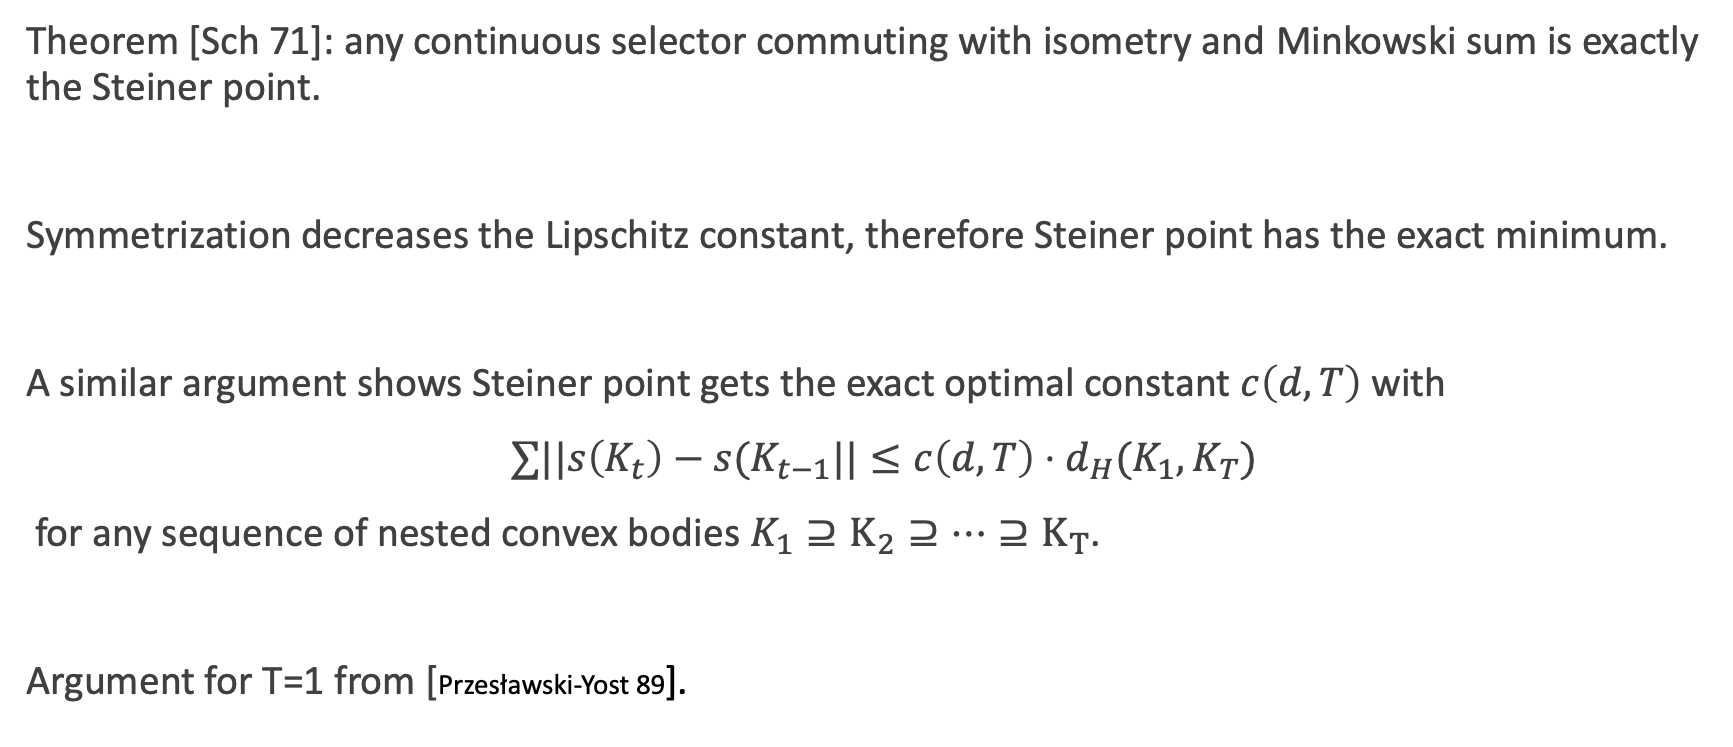 Theorem [Sch 71]: any continuous selector commuting with isometry and Minkowski sum is exactly
the Steiner point.
Symmetrization decreases the Lipschitz constant, therefore Steiner point has the exact minimum.
A similar argument shows Steiner point gets the exact optimal constant c(d, T) with
∑||s(K_t) − s(K_{t−1}|| ≤ c(d, T) · d_H(K_1, K_T)
for any sequence of nested convex bodies K_1 ⊇ K_2 ⊇ ⋯ ⊇ K_T.
Argument for T=1 from [Przesławski-Yost 89].